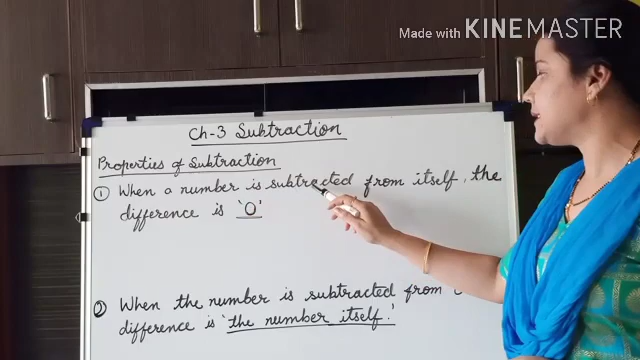 Made with KINEMASTER
Ch-3 Subtraction
Properties of Subtraction
① When a number is subtracted from itself, the
difference is 'O'
② When the number is subtracted from
difference is 'the number itself.'